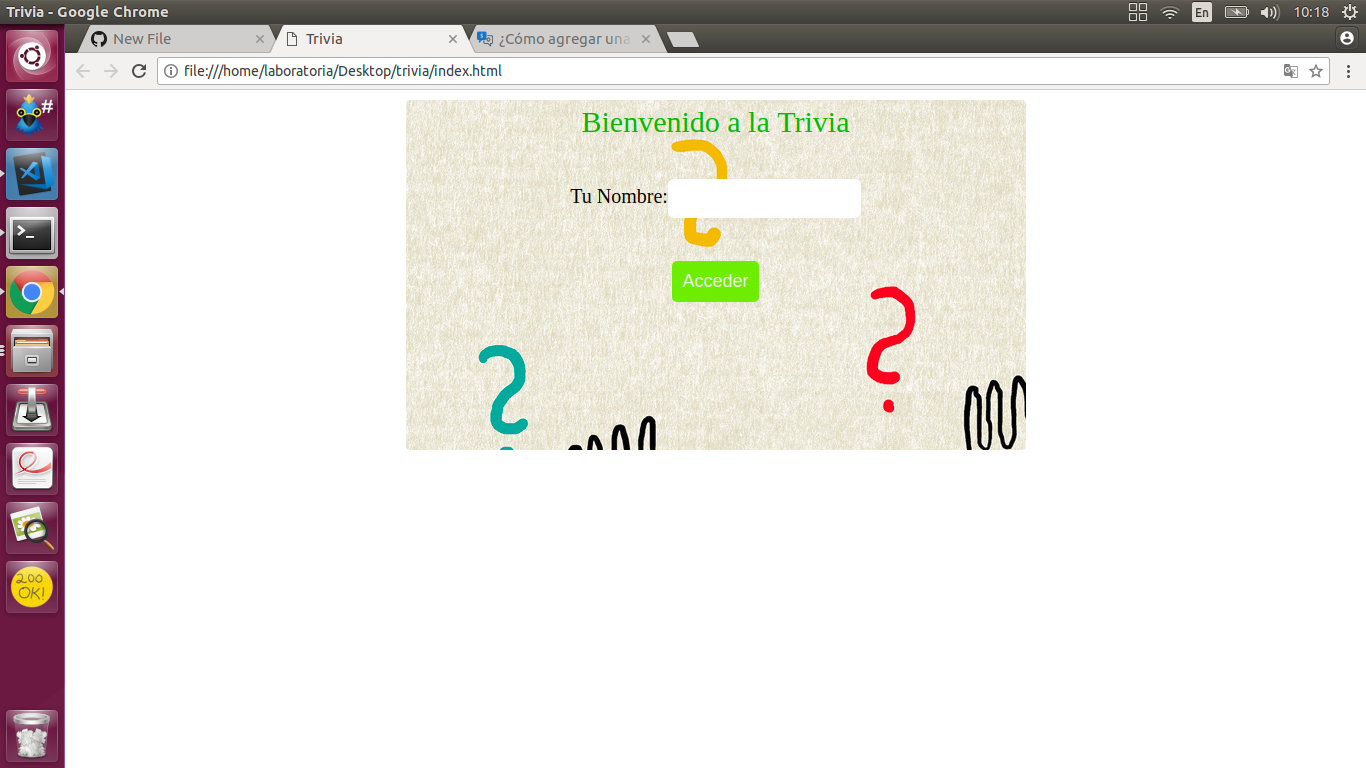 Trivia - Google Chrome
En
10:18
New File
Trivia
¿Cómo agregar una
file:///home/laboratoria/Desktop/trivia/index.html
#
Bienvenido a la Trivia
?
Tu Nombre:
Acceder
?
?
>_
200
OK!